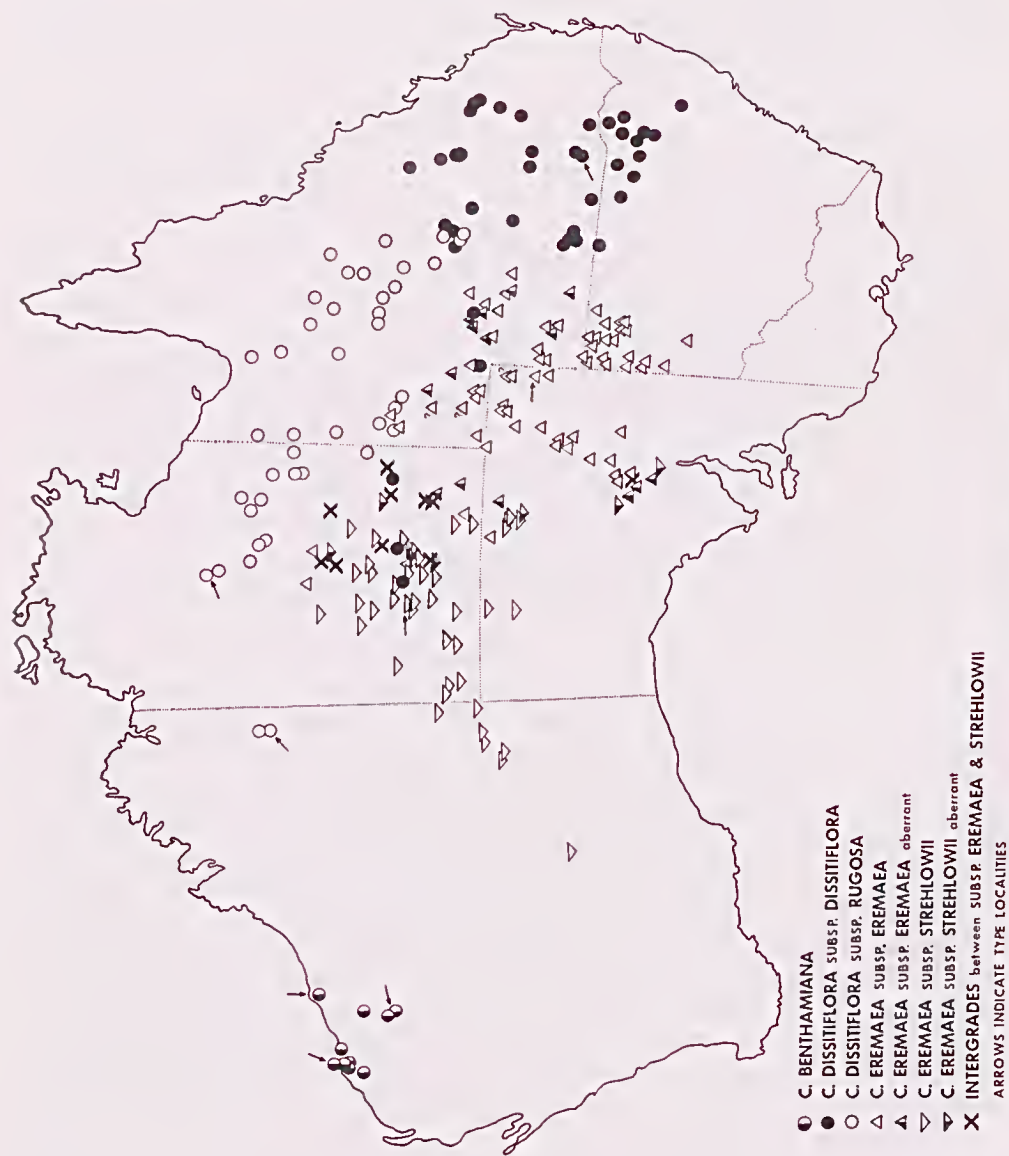 C. BENTHAMIANA
C. DISSITIFLORA SUBSP. DISSITIFLORA
C. DISSITIFLORA SUBSP. RUGOSA
C. EREMAEA SUBSP. EREMAEA
C. EREMAEA SUBSP. EREMAEA aberrant
C. EREMAEA SUBSP. STREHLOWII
C. EREMAEA SUBSP. STREHLOWII aberrant
INTERGRADES between SUBSP. EREMAEA & STREHLOWII
ARROWS INDICATE TYPE LOCALITIES
?
?